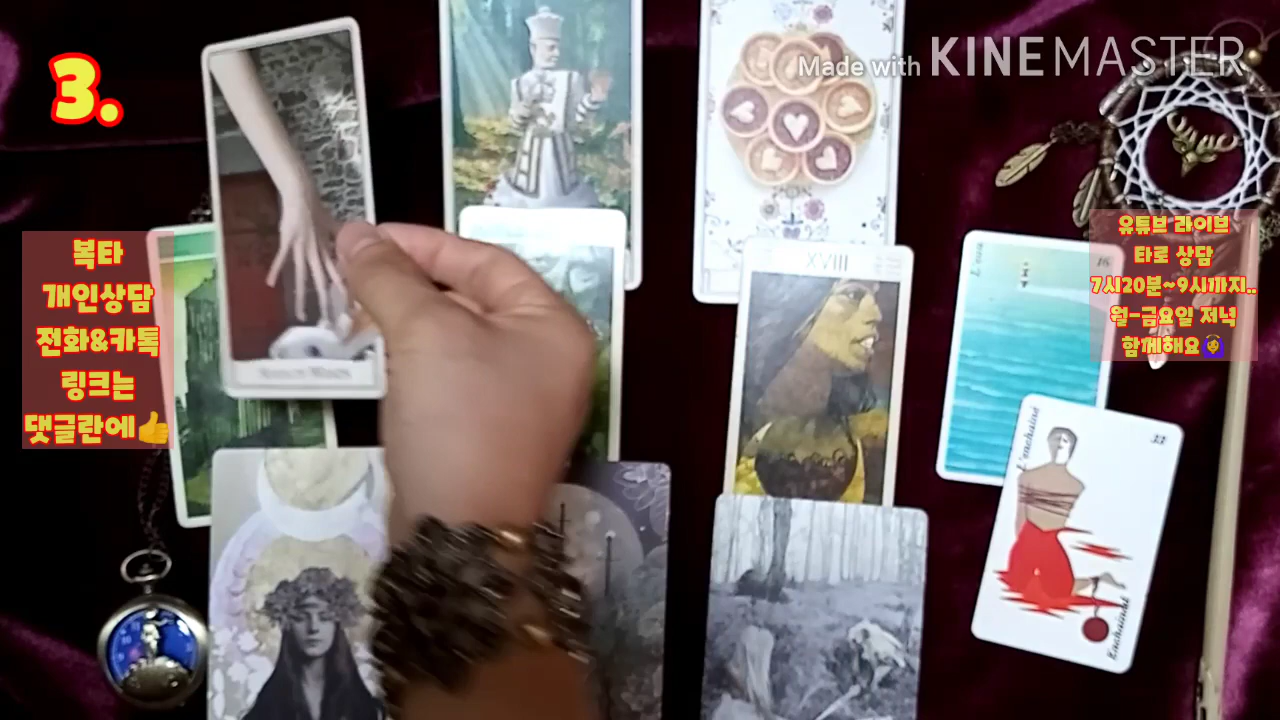 3.
Made with KINEMASTER
복타
개인상담
전화&카톡
링크는
댓글란에👍
유튜브 라이브
타로 상담
7시20분~9시까지..
월-금요일 저녁
함께해요🙆‍♀️
XVIII
L'enchainé
Enchainée